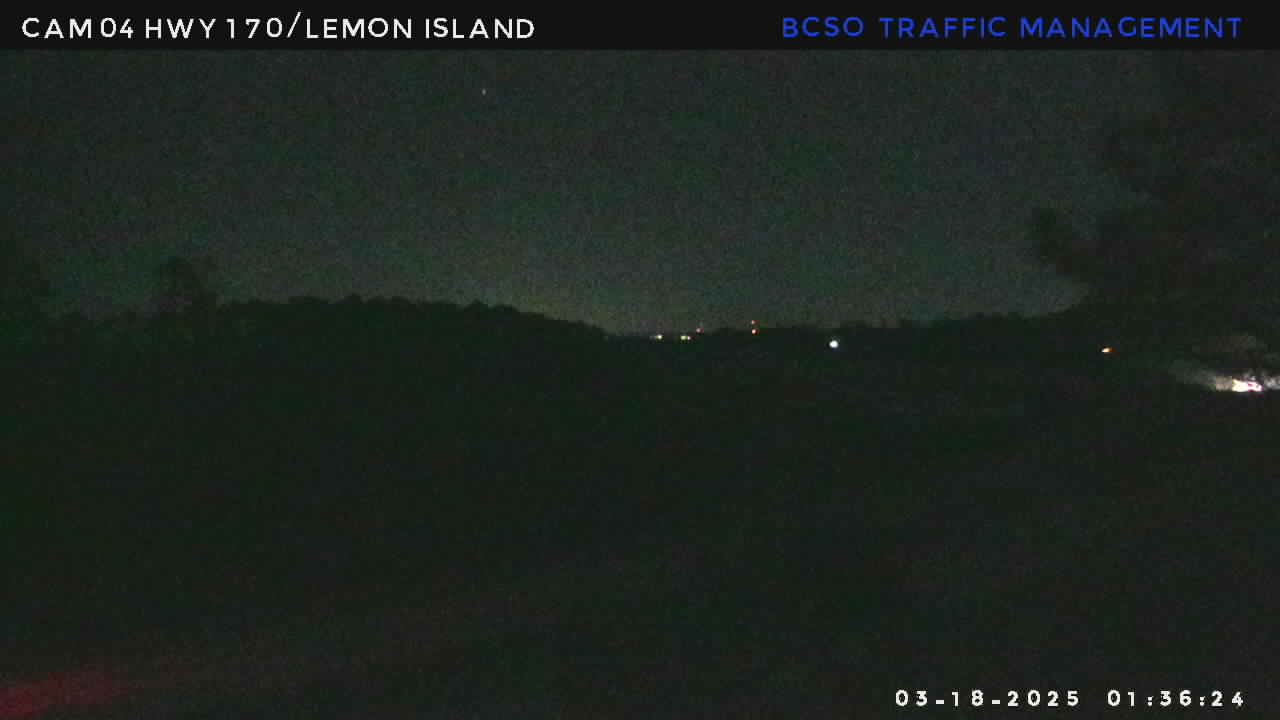 CAM04 HWY 170/LEMON ISLAND
BCSO TRAFFIC MANAGEMENT
03-18-2025 01:36:24